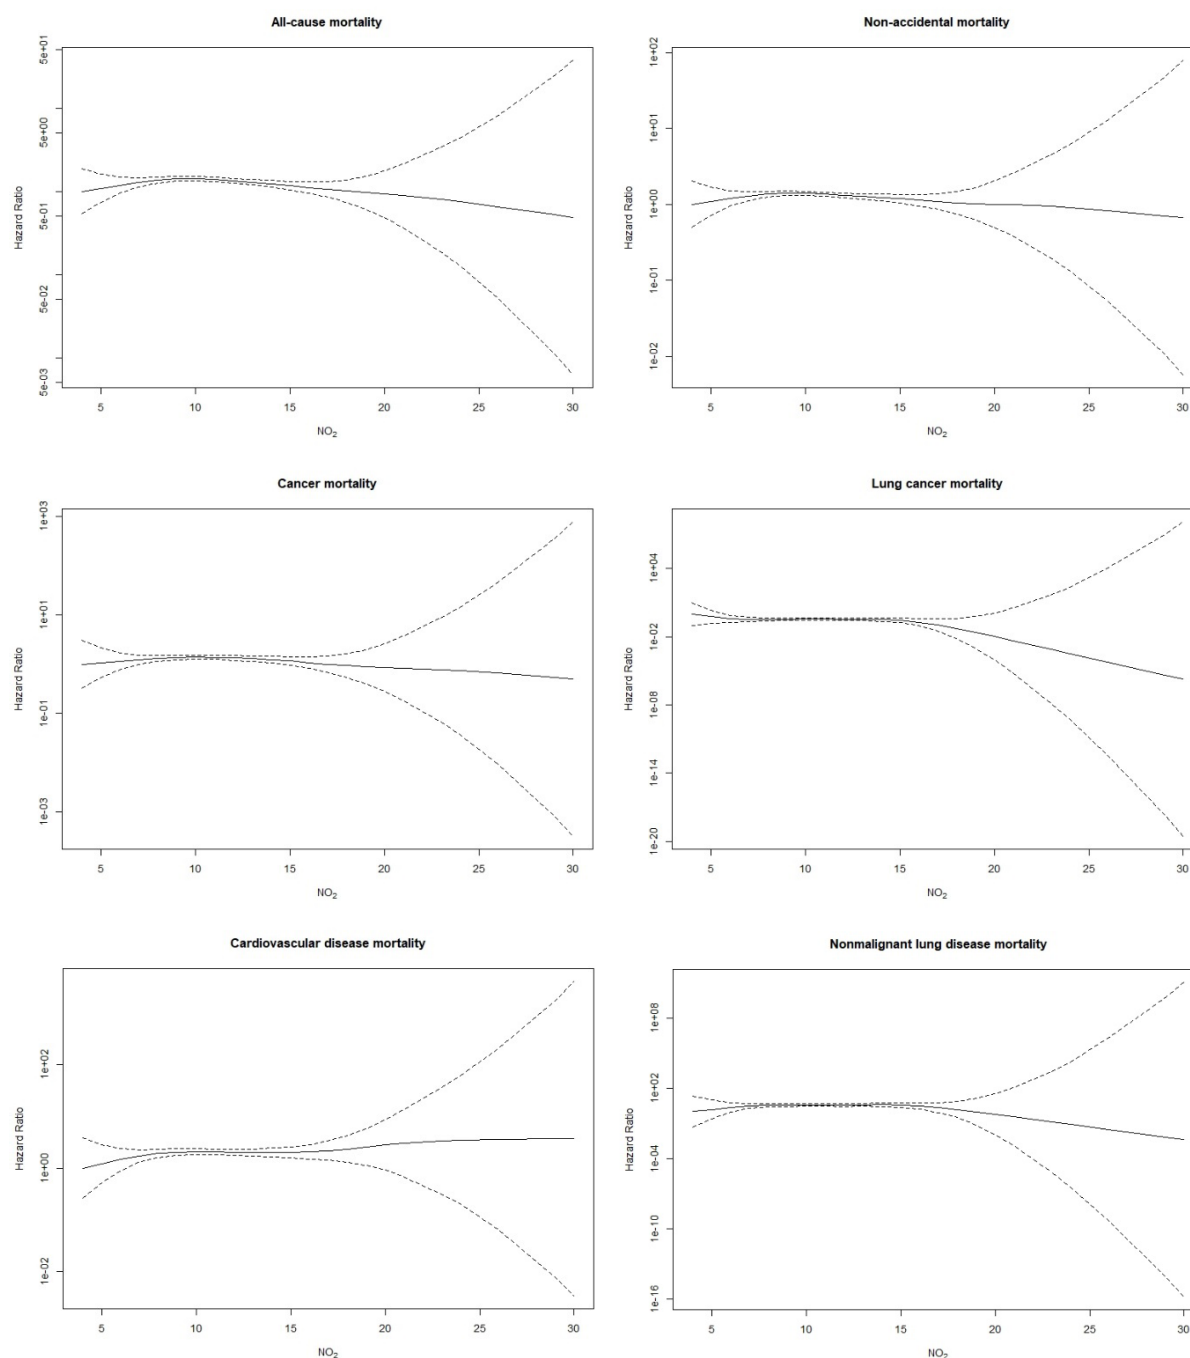 All-cause mortality
Hazard Ratio
5e+01
5e+00
5e-01
5e-02
5e-03
5 10 15 20 25 30
NO2
Non-accidental mortality
Hazard Ratio
1e+02
1e+01
1e+00
1e-01
1e-02
5 10 15 20 25 30
NO2
Cancer mortality
Hazard Ratio
1e+03
1e+01
1e-01
1e-03
5 10 15 20 25 30
NO2
Lung cancer mortality
Hazard Ratio
1e+04
1e-02
1e-08
1e-14
1e-20
5 10 15 20 25 30
NO2
Cardiovascular disease mortality
Hazard Ratio
1e+02
1e+00
1e-02
5 10 15 20 25 30
NO2
Nonmalignant lung disease mortality
Hazard Ratio
1e+08
1e+02
1e-04
1e-10
1e-16
5 10 15 20 25 30
NO2